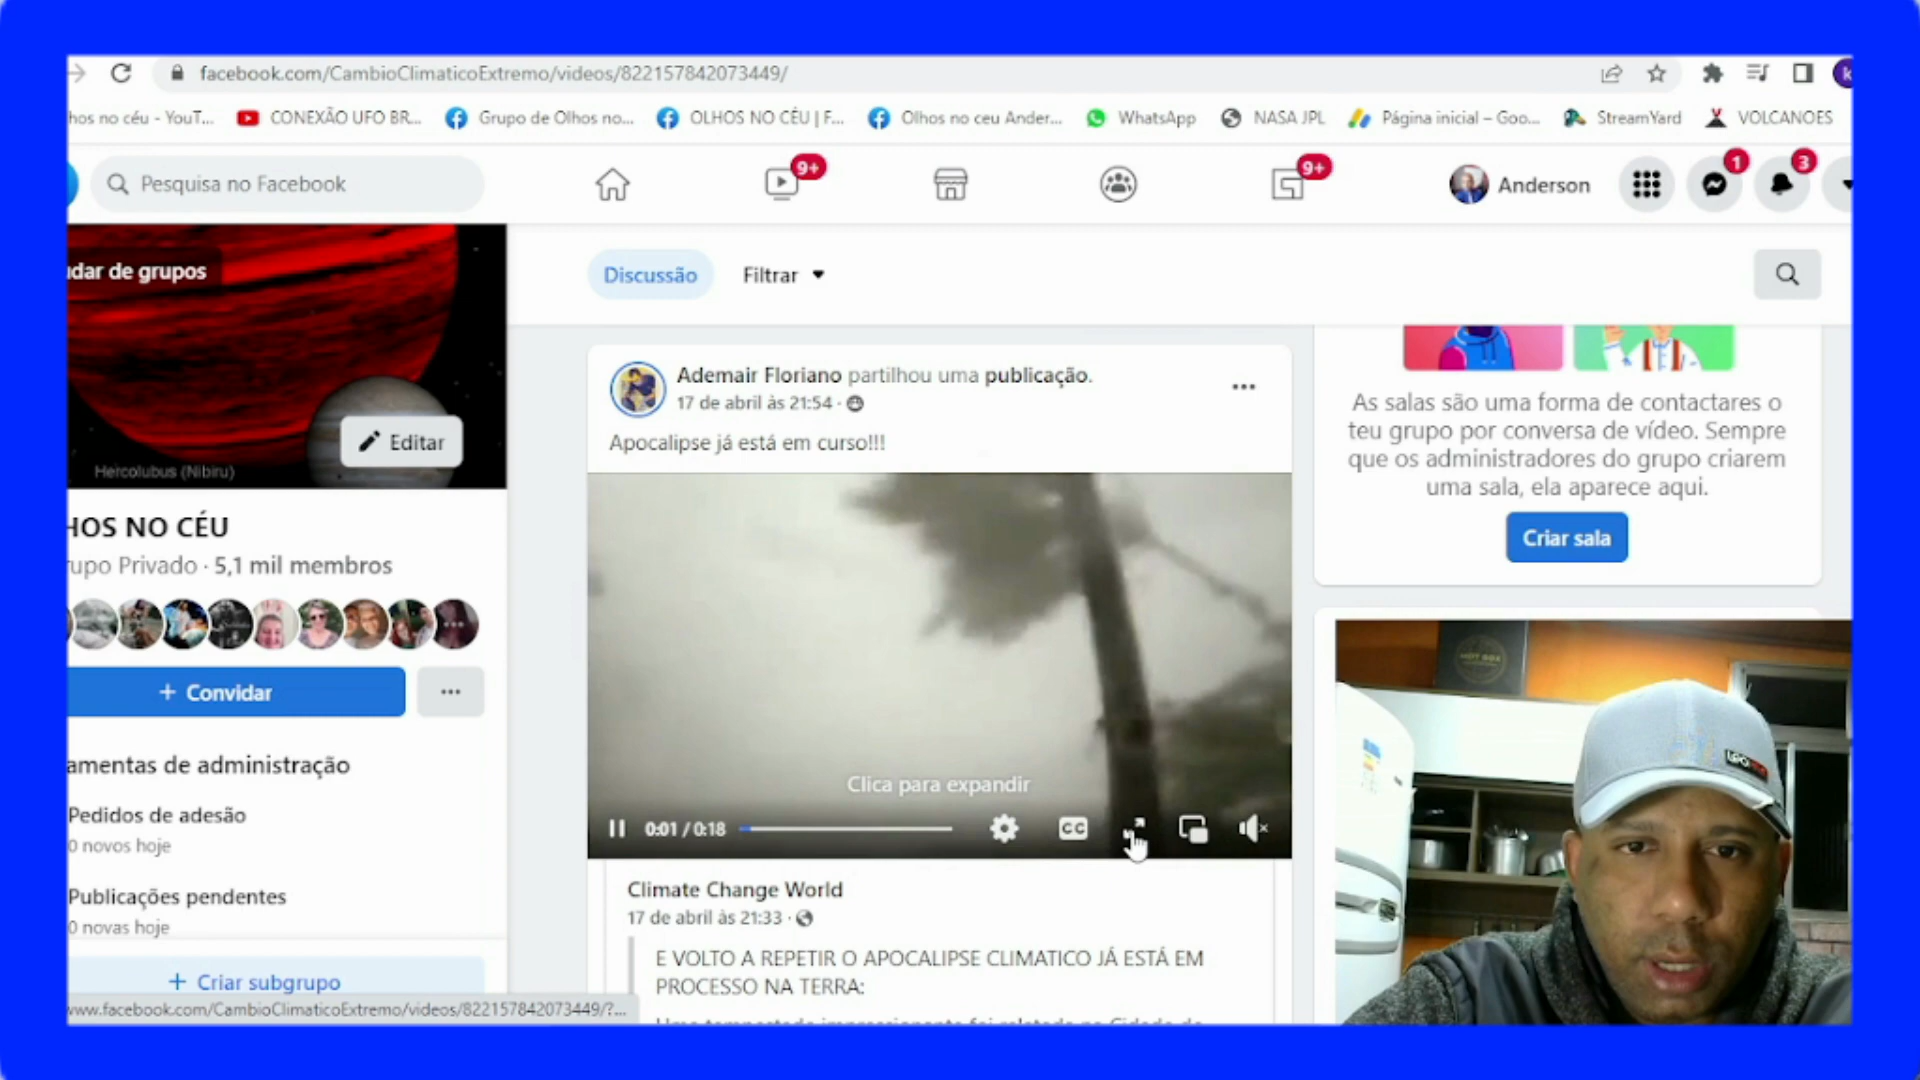 facebook.com/CambioClimaticoExtremo/videos/822157842073449/
hos no céu - YouT...
CONEXÃO UFO BR...
Grupo de Olhos no...
OLHOS NO CÉU | F...
Olhos no ceu Ander...
WhatsApp
NASA JPL
Página inicial – Goo...
StreamYard
VOLCANOES
Pesquisa no Facebook
9+
9+
Anderson
1
3
dar de grupos
Editar
Hercolubus (Nibiru)
HOS NO CÉU
upo Privado · 5,1 mil membros
+ Convidar
amentas de administração
Pedidos de adesão
0 novos hoje
Publicações pendentes
0 novas hoje
+ Criar subgrupo
www.facebook.com/CambioClimaticoExtremo/videos/822157842073449/?...
Discussão
Filtrar
Ademair Floriano partilhou uma publicação.
17 de abril às 21:54 ·
Apocalipse já está em curso!!!
Clica para expandir
0:01 / 0:18
CC
Climate Change World
17 de abril às 21:33 ·
E VOLTO A REPETIR O APOCALIPSE CLIMATICO JÁ ESTÁ EM
PROCESSO NA TERRA:
As salas são uma forma de contactares o
teu grupo por conversa de vídeo. Sempre
que os administradores do grupo criarem
uma sala, ela aparece aqui.
Criar sala
HOT BOX